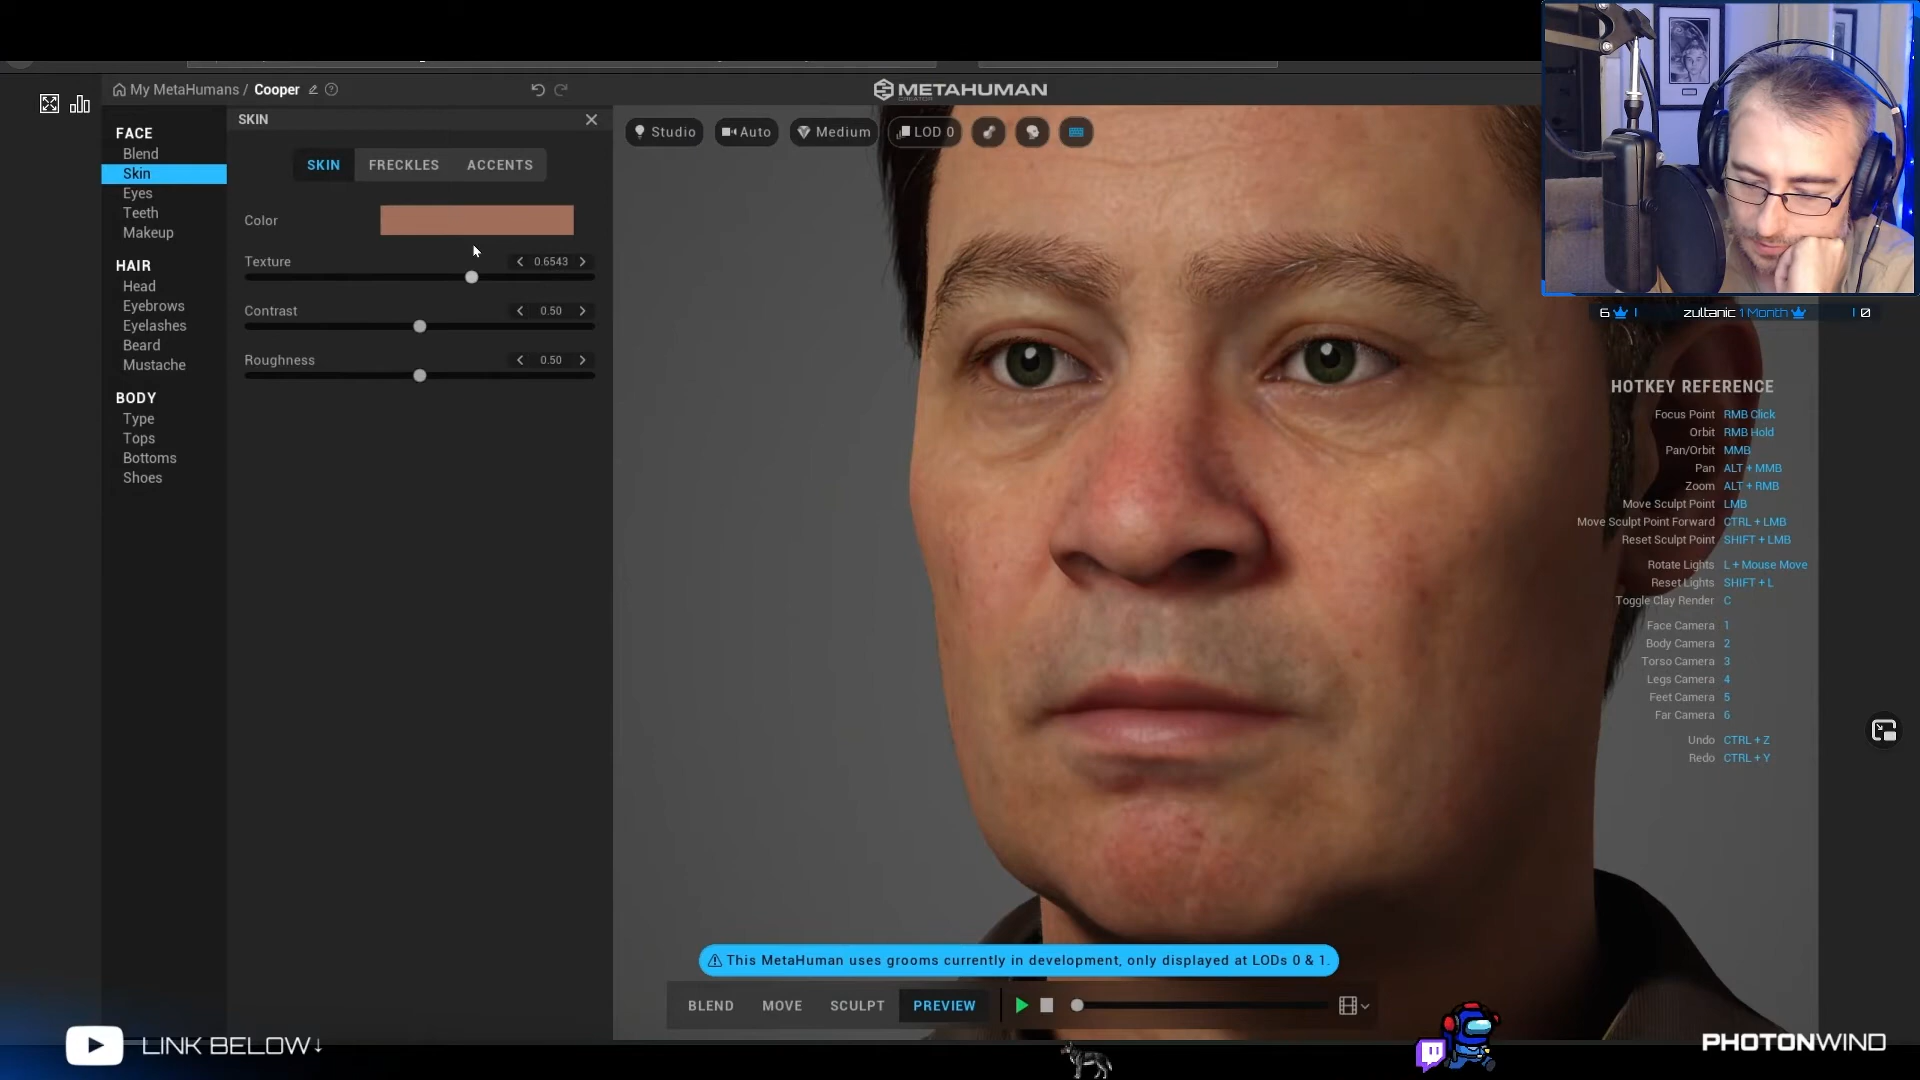 My MetaHumans / Cooper
METAHUMAN
CREATOR
FACE
Blend
Skin
Eyes
Teeth
Makeup
HAIR
Head
Eyebrows
Eyelashes
Beard
Mustache
BODY
Type
Tops
Bottoms
Shoes
SKIN
SKIN FRECKLES ACCENTS
Color
Texture 0.6543
Contrast 0.50
Roughness 0.50
Studio Auto Medium LOD 0
6 zultanic 1 Month 0
HOTKEY REFERENCE
Focus Point RMB Click
Orbit RMB Hold
Pan/Orbit MMB
Pan ALT + MMB
Zoom ALT + RMB
Move Sculpt Point LMB
Move Sculpt Point Forward CTRL + LMB
Reset Sculpt Point SHIFT + LMB
Rotate Lights L + Mouse Move
Reset Lights SHIFT + L
Toggle Clay Render C
Face Camera 1
Body Camera 2
Torso Camera 3
Legs Camera 4
Feet Camera 5
Far Camera 6
Undo CTRL + Z
Redo CTRL + Y
This MetaHuman uses grooms currently in development, only displayed at LODs 0 & 1.
BLEND MOVE SCULPT PREVIEW
LINK BELOW↓
PHOTONWIND